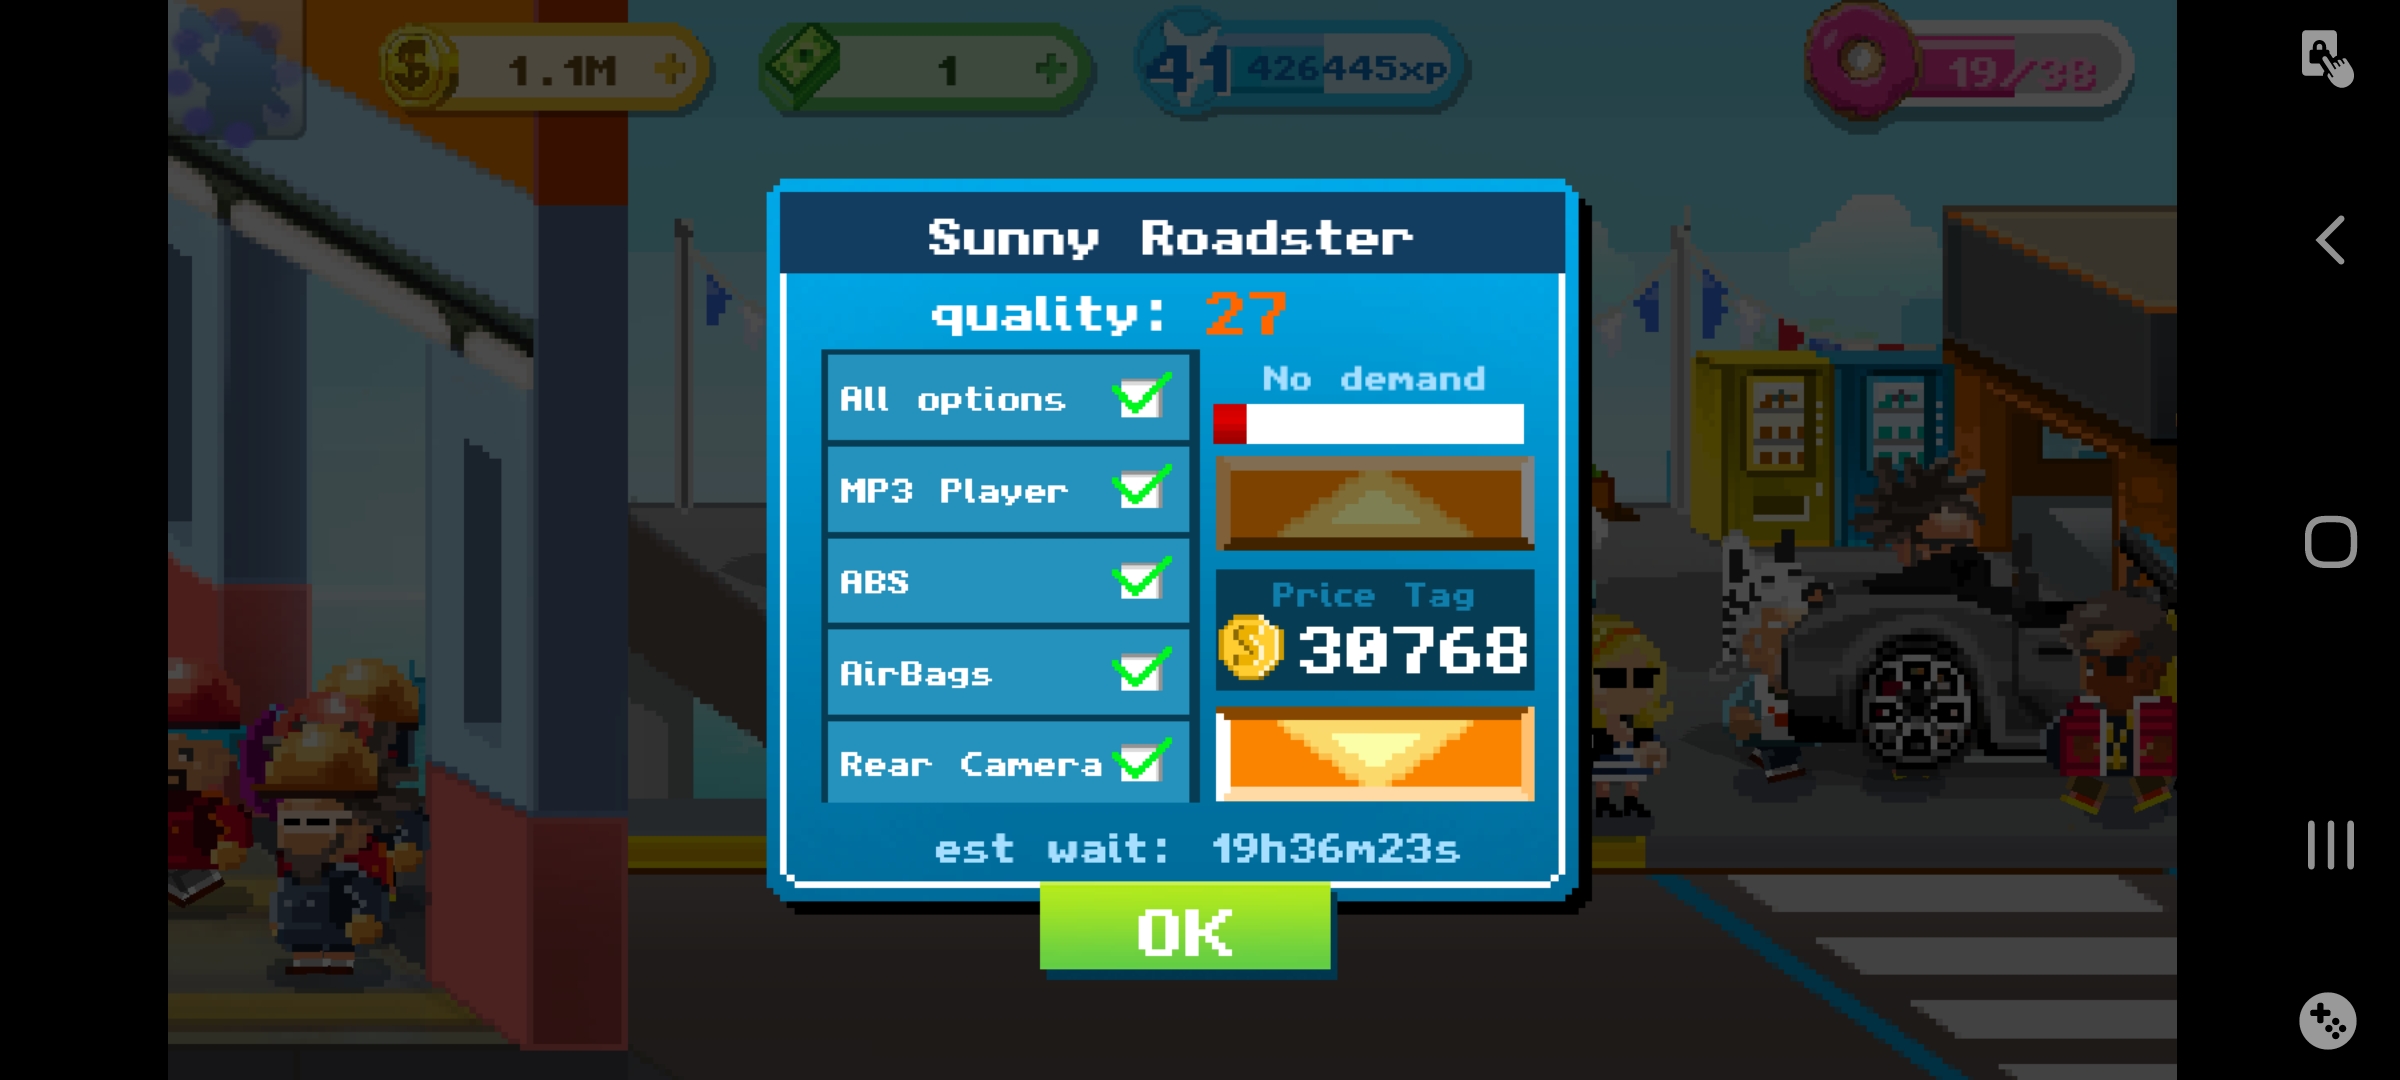 1.1M
1
41 426445xp
19/38
Sunny Roadster
quality: 27
All options
MP3 Player
ABS
AirBags
Rear Camera
No demand
Price Tag
30768
est wait: 19h36m23s
OK